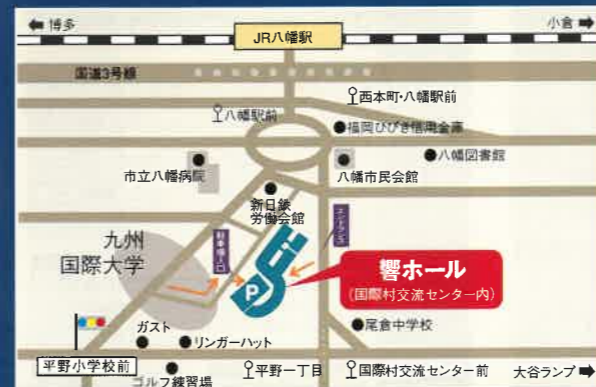 ← 博多
小倉 →
JR八幡駅
国道3号線
西本町・八幡駅前
八幡駅前
福岡ひびき信用金庫
八幡図書館
市立八幡病院
八幡市民会館
新日鉄
労働会館
エントランス
駐車場入口
九州
国際大学
P
響ホール
(国際村交流センター内)
尾倉中学校
ガスト
リンガーハット
平野小学校前
ゴルフ練習場
平野一丁目
国際村交流センター前
大谷ランプ →